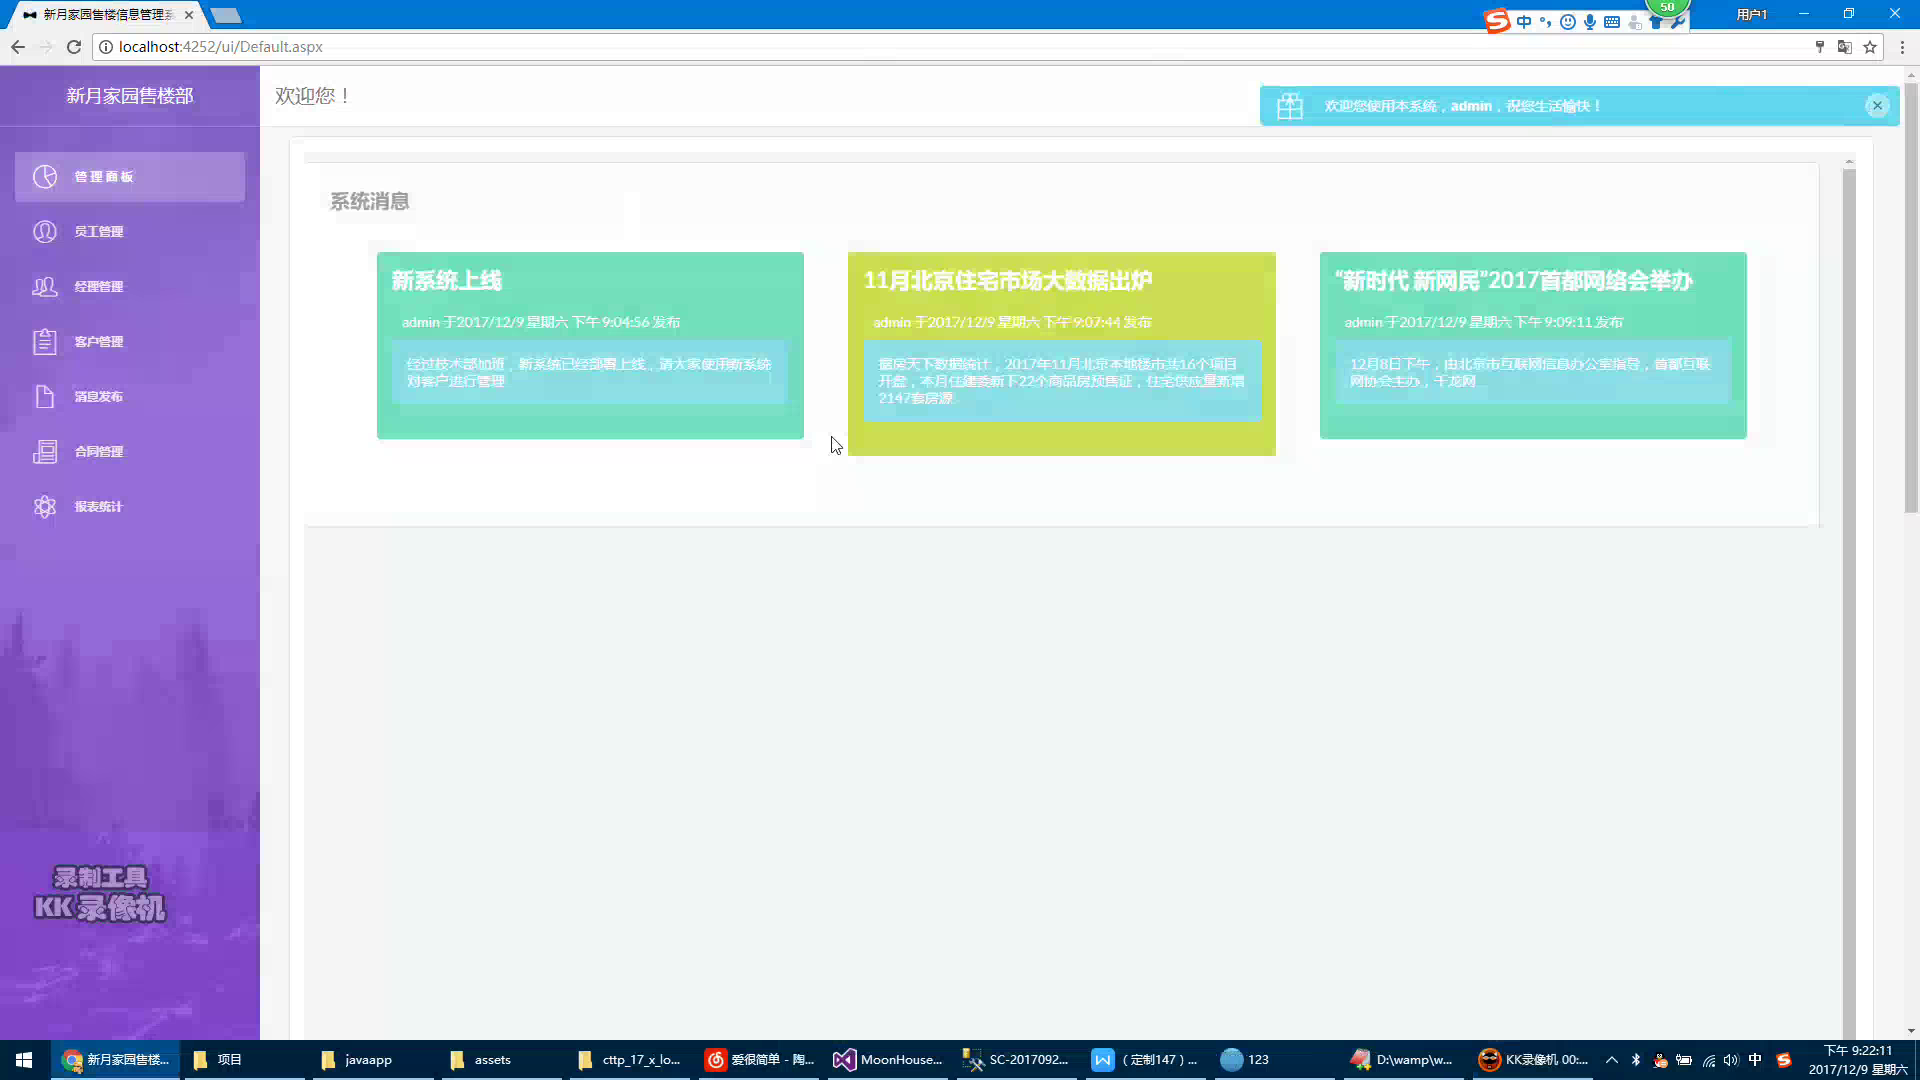 新月家园售楼信息管理系
50
中
用户1
localhost:4252/ui/Default.aspx
新月家园售楼部
欢迎您！
欢迎您使用本系统，admin，祝您生活愉快！
管理面板
员工管理
经理管理
客户管理
消息发布
合同管理
报表统计
系统消息
新系统上线
admin 于2017/12/9 星期六 下午 9:04:56 发布
经过技术部加班，新系统已经部署上线，请大家使用新系统
对客户进行管理
11月北京住宅市场大数据出炉
admin 于2017/12/9 星期六 下午 9:07:44 发布
据房天下数据统计，2017年11月北京本地楼市共16个项目
开盘，本月住建委新下22个商品房预售证，住宅供应量新增
2147套房源
“新时代 新网民”2017首都网络会举办
admin 于2017/12/9 星期六 下午 9:09:11 发布
12月8日下午，由北京市互联网信息办公室指导，首都互联
网协会主办，千龙网
录制工具
KK 录像机
新月家园售楼...
项目
javaapp
assets
cttp_17_x_lo...
爱很简单 - 陶...
MoonHouse...
SC-2017092...
（定制147）...
123
D:\wamp\w...
KK录像机 00:...
中
下午 9:22:11
2017/12/9 星期六